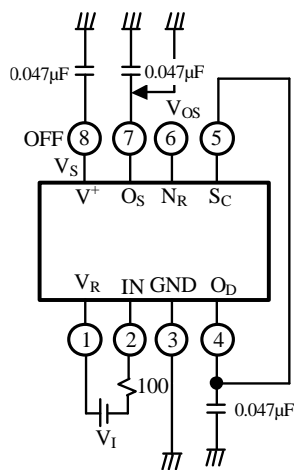 0.047μF
0.047μF
V_OS
OFF
8
7
6
5
V_S
V⁺
O_S
N_R
S_C
V_R
IN
GND
O_D
1
2
3
4
100
V_I
0.047μF